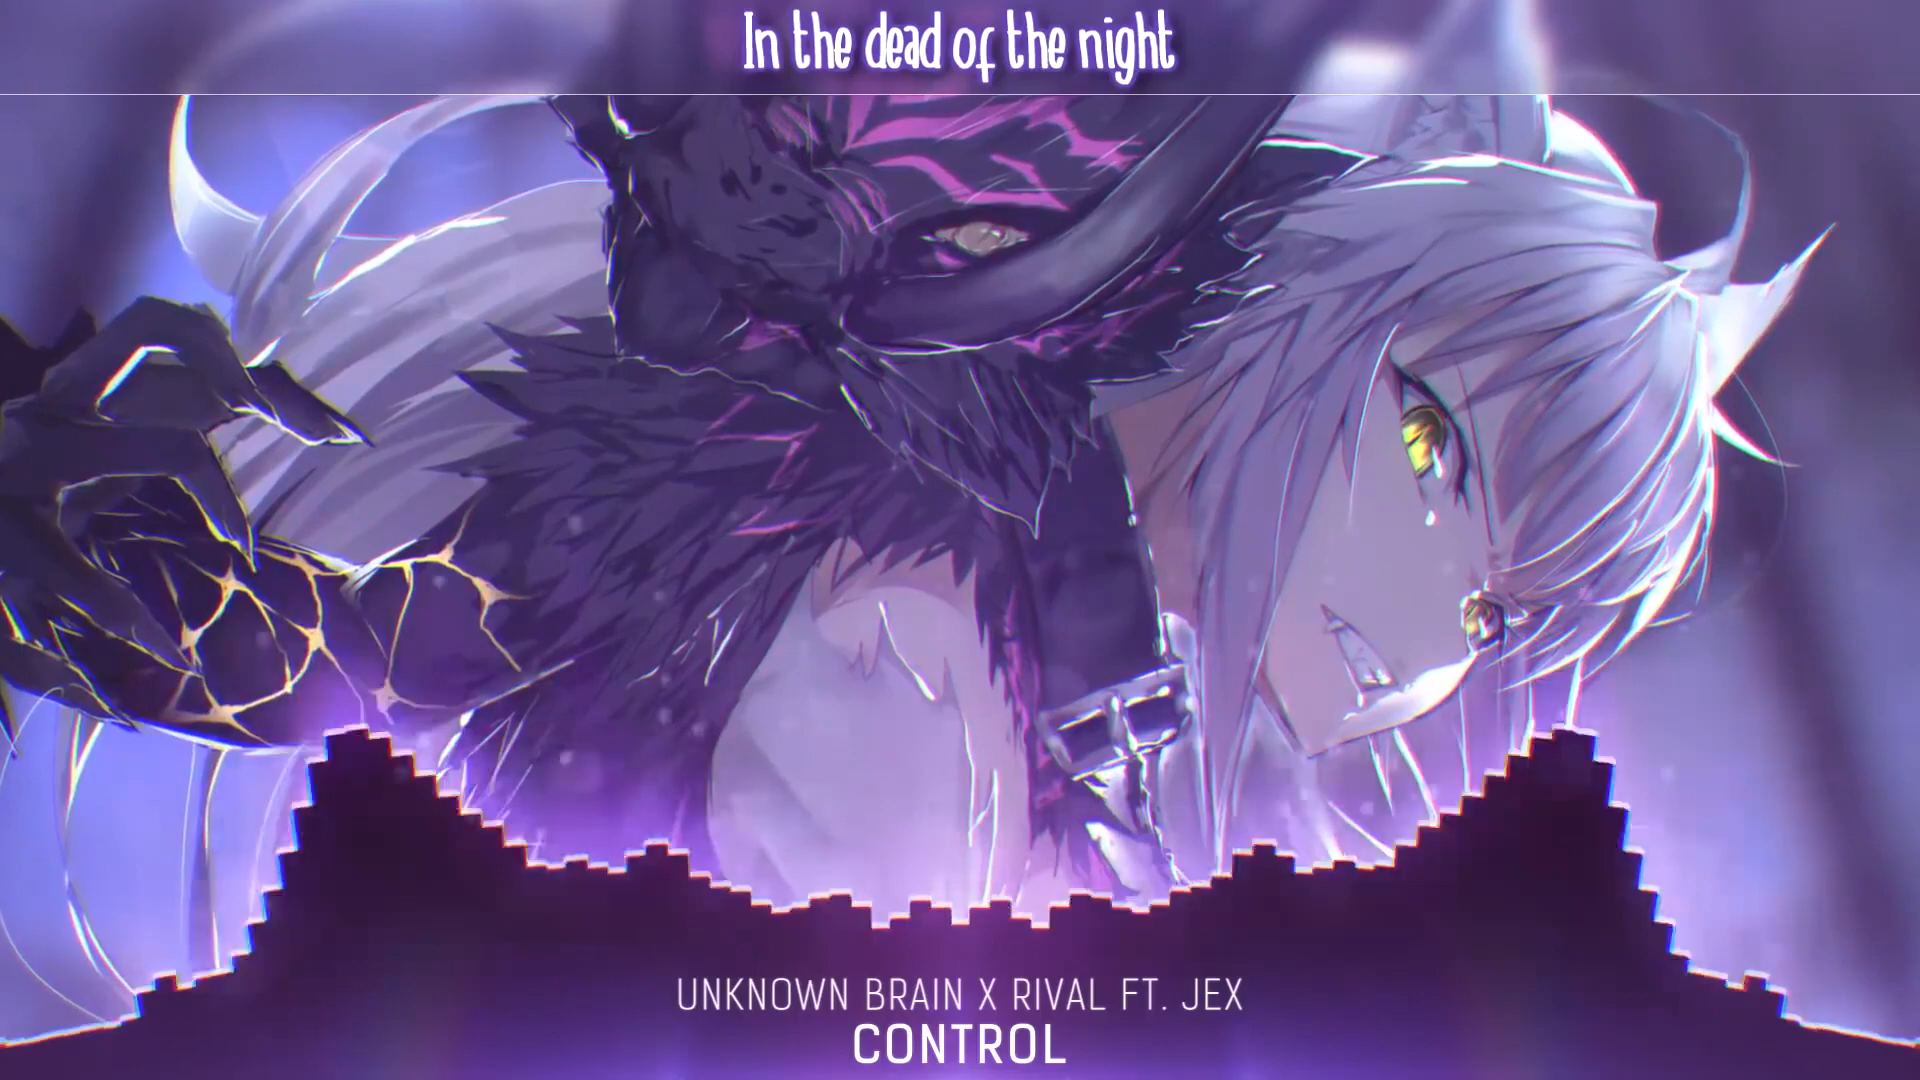 In the dead of the night
UNKNOWN BRAIN X RIVAL FT. JEX
CONTROL